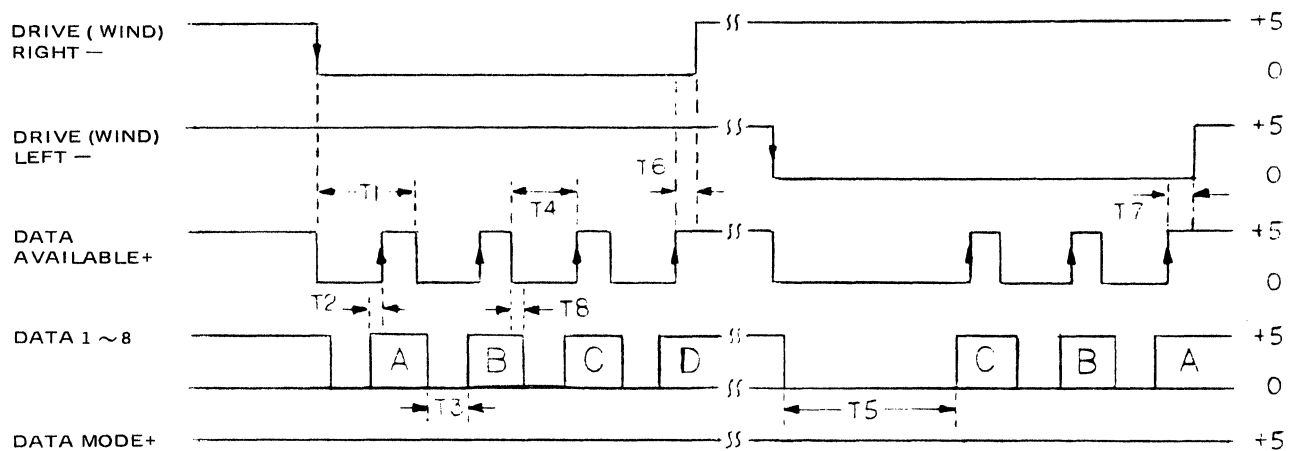 DRIVE (WIND)
RIGHT —
+5
0
DRIVE (WIND)
LEFT —
+5
0
T6
T1
T4
T7
DATA
AVAILABLE+
+5
0
T2
T8
DATA 1 ~ 8
A
B
C
D
C
B
A
+5
0
T3
T5
DATA MODE+
+5